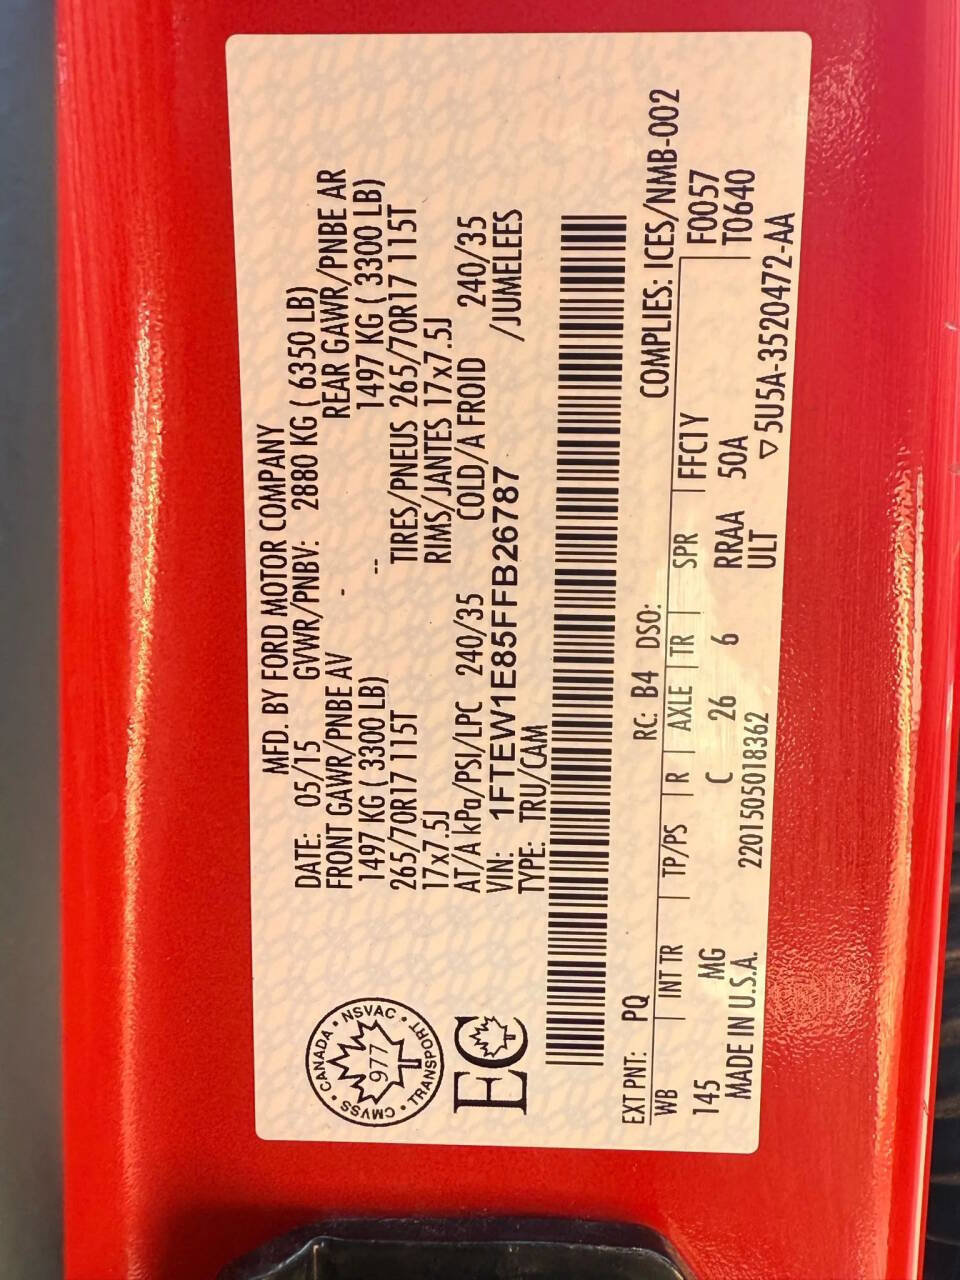 MFD. BY FORD MOTOR COMPANY
DATE: 05/15 GVWR/PNBV: 2880 KG ( 6350 LB)
FRONT GAWR/PNBE AV - REAR GAWR/PNBE AR
1497 KG ( 3300 LB) -- 1497 KG ( 3300 LB)
265/70R17 115T TIRES/PNEUS 265/70R17 115T
17x7.5J RIMS/JANTES 17x7.5J
AT/A kPa/PSI/LPC 240/35 COLD/A FROID 240/35
VIN: 1FTEW1E85FFB26787 /JUMELEES
TYPE: TRU/CAM
CANADA • NSVAC • TRANSPORT • CMVSS •
977
EC
COMPLIES: ICES/NMB-002
EXT PNT: PQ RC: B4 DSO:
WB INT TR TP/PS R AXLE TR SPR FFC1Y F0057
145 MG C 26 6 RRAA 50A T0640
MADE IN U.S.A. 2201505018362 ULT ▽5U5A-3520472-AA